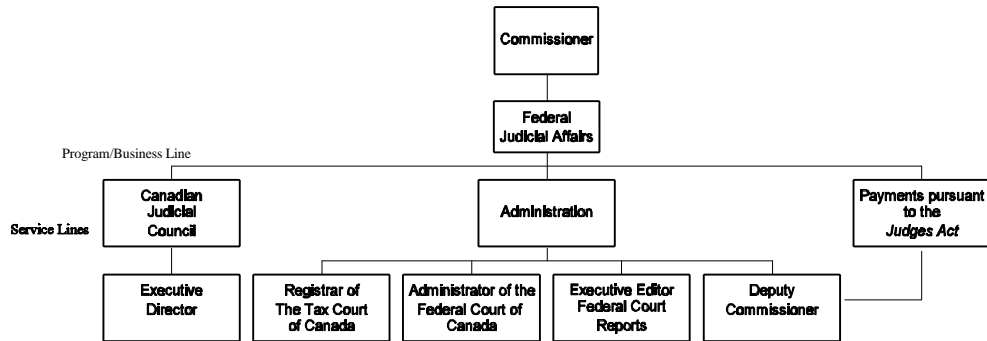 Commissioner
Federal
Judicial Affairs
Program/Business Line
Canadian
Judicial
Council
Administration
Payments pursuant
to the
Judges Act
Service Lines
Executive
Director
Registrar of
The Tax Court
of Canada
Administrator of the
Federal Court of
Canada
Executive Editor
Federal Court
Reports
Deputy
Commissioner